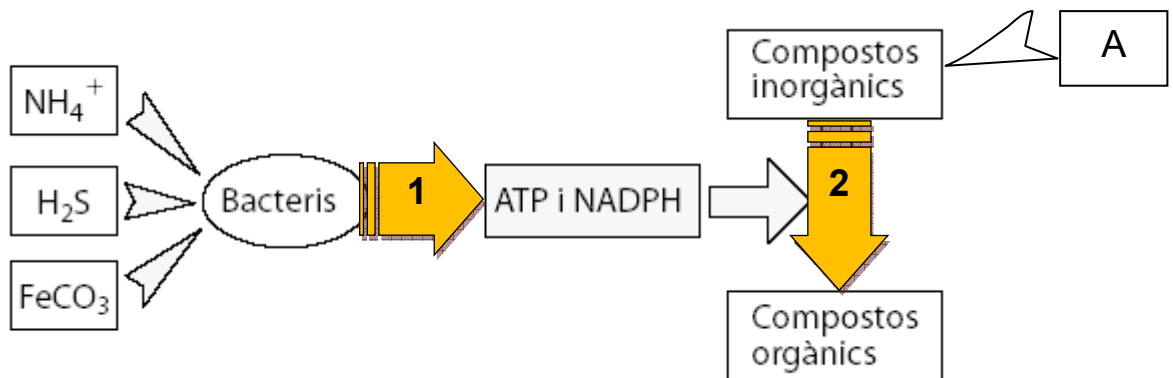 NH₄⁺
H₂S
FeCO₃
Bacteris
1
ATP i NADPH
Compostos
inorgànics
A
2
Compostos
orgànics